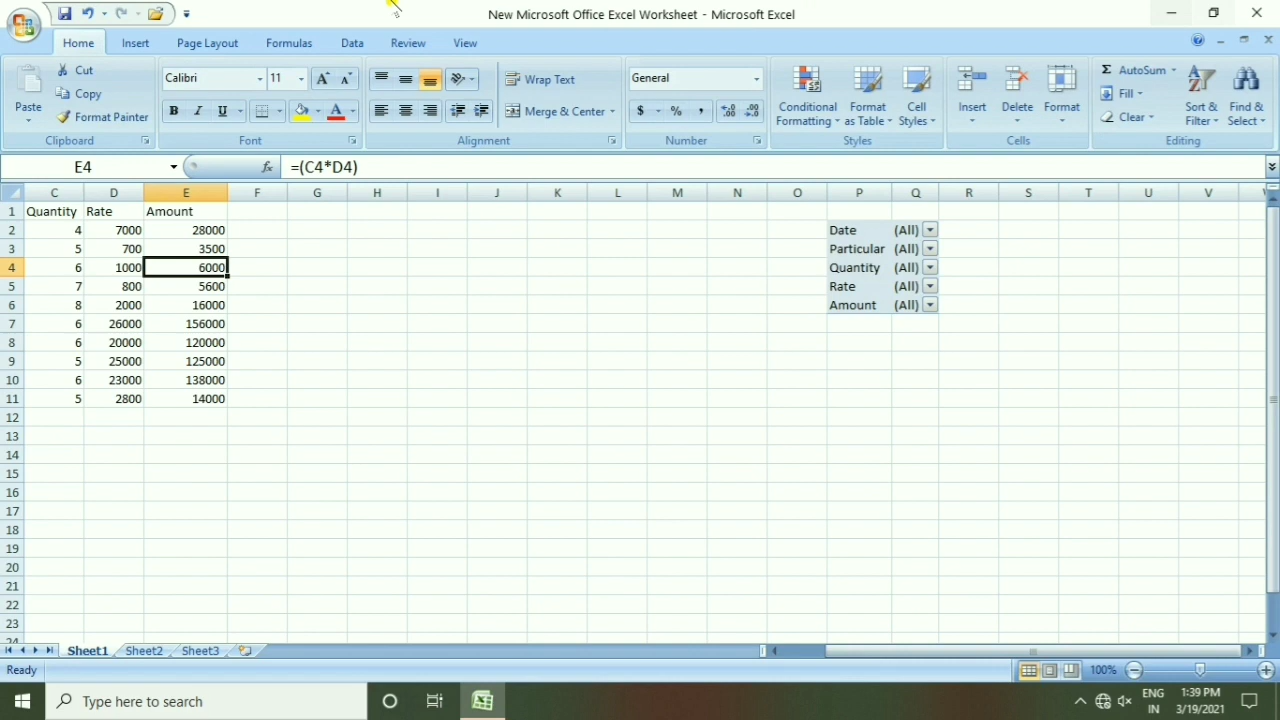 New Microsoft Office Excel Worksheet - Microsoft Excel
Home Insert Page Layout Formulas Data Review View
Paste
Cut
Copy
Format Painter
Clipboard
Calibri 11
B I U A
Font
Wrap Text
Merge & Center
Alignment
General
$ % ,
Number
Conditional Formatting
Format as Table
Cell Styles
Styles
Insert Delete Format
Cells
Σ AutoSum
Fill
Clear
Sort & Filter
Find & Select
Editing
E4 fx =(C4*D4)
C D E F G H I J K L M N O P Q R S T U V
1 Quantity Rate Amount
2 4 7000 28000 Date (All)
3 5 700 3500 Particular (All)
4 6 1000 6000 Quantity (All)
5 7 800 5600 Rate (All)
6 8 2000 16000 Amount (All)
7 6 26000 156000
8 6 20000 120000
9 5 25000 125000
10 6 23000 138000
11 5 2800 14000
12
13
14
15
16
17
18
19
20
21
22
23
24
Sheet1 Sheet2 Sheet3
Ready 100%
Type here to search ENG 1:39 PM
IN 3/19/2021